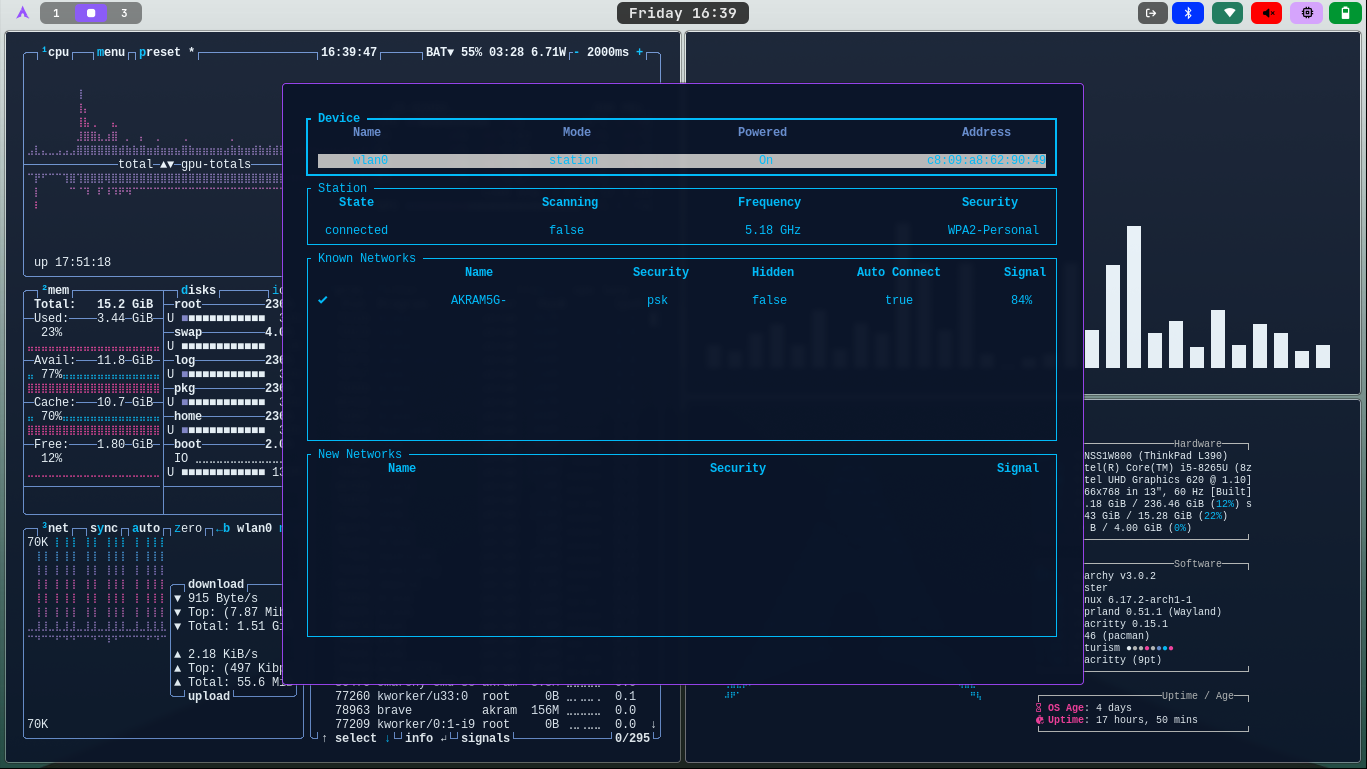 1 3 Friday 16:39
¹cpu menu preset * 16:39:47 BAT▼ 55% 03:28 6.71W - 2000ms +
total ▲▼ gpu-totals
up 17:51:18
²mem disks
Total: 15.2 GiB root 236
Used: 3.44 GiB U
23% swap 4.0
U
Avail: 11.8 GiB log 236
77% U
pkg 236
Cache: 10.7 GiB U
70% home 236
U
Free: 1.80 GiB boot 2.0
12% IO
U 13
³net sync auto zero ←b wlan0
70K
download
▼ 915 Byte/s
▼ Top: (7.87 Mib
▼ Total: 1.51 Gi
▲ 2.18 KiB/s
▲ Top: (497 Kibp
▲ Total: 55.6 Mi
upload
70K
Device
Name Mode Powered Address
wlan0 station On c8:09:a8:62:90:49
Station
State Scanning Frequency Security
connected false 5.18 GHz WPA2-Personal
Known Networks
Name Security Hidden Auto Connect Signal
✔ AKRAM5G- psk false true 84%
New Networks
Name Security Signal
77260 kworker/u33:0 root 0B 0.1
78963 brave akram 156M 0.0
77209 kworker/0:1-i9 root 0B 0.0 ↓
↑ select ↓ info ↲ signals 0/295
Hardware
NSS1W800 (ThinkPad L390)
tel(R) Core(TM) i5-8265U (8z
tel UHD Graphics 620 @ 1.10]
66x768 in 13", 60 Hz [Built]
.18 GiB / 236.46 GiB (12%) s
43 GiB / 15.28 GiB (22%)
B / 4.00 GiB (0%)
Software
archy v3.0.2
ster
nux 6.17.2-arch1-1
prland 0.51.1 (Wayland)
acritty 0.15.1
46 (pacman)
turism ●●●●●●●●
acritty (9pt)
Uptime / Age
OS Age: 4 days
Uptime: 17 hours, 50 mins